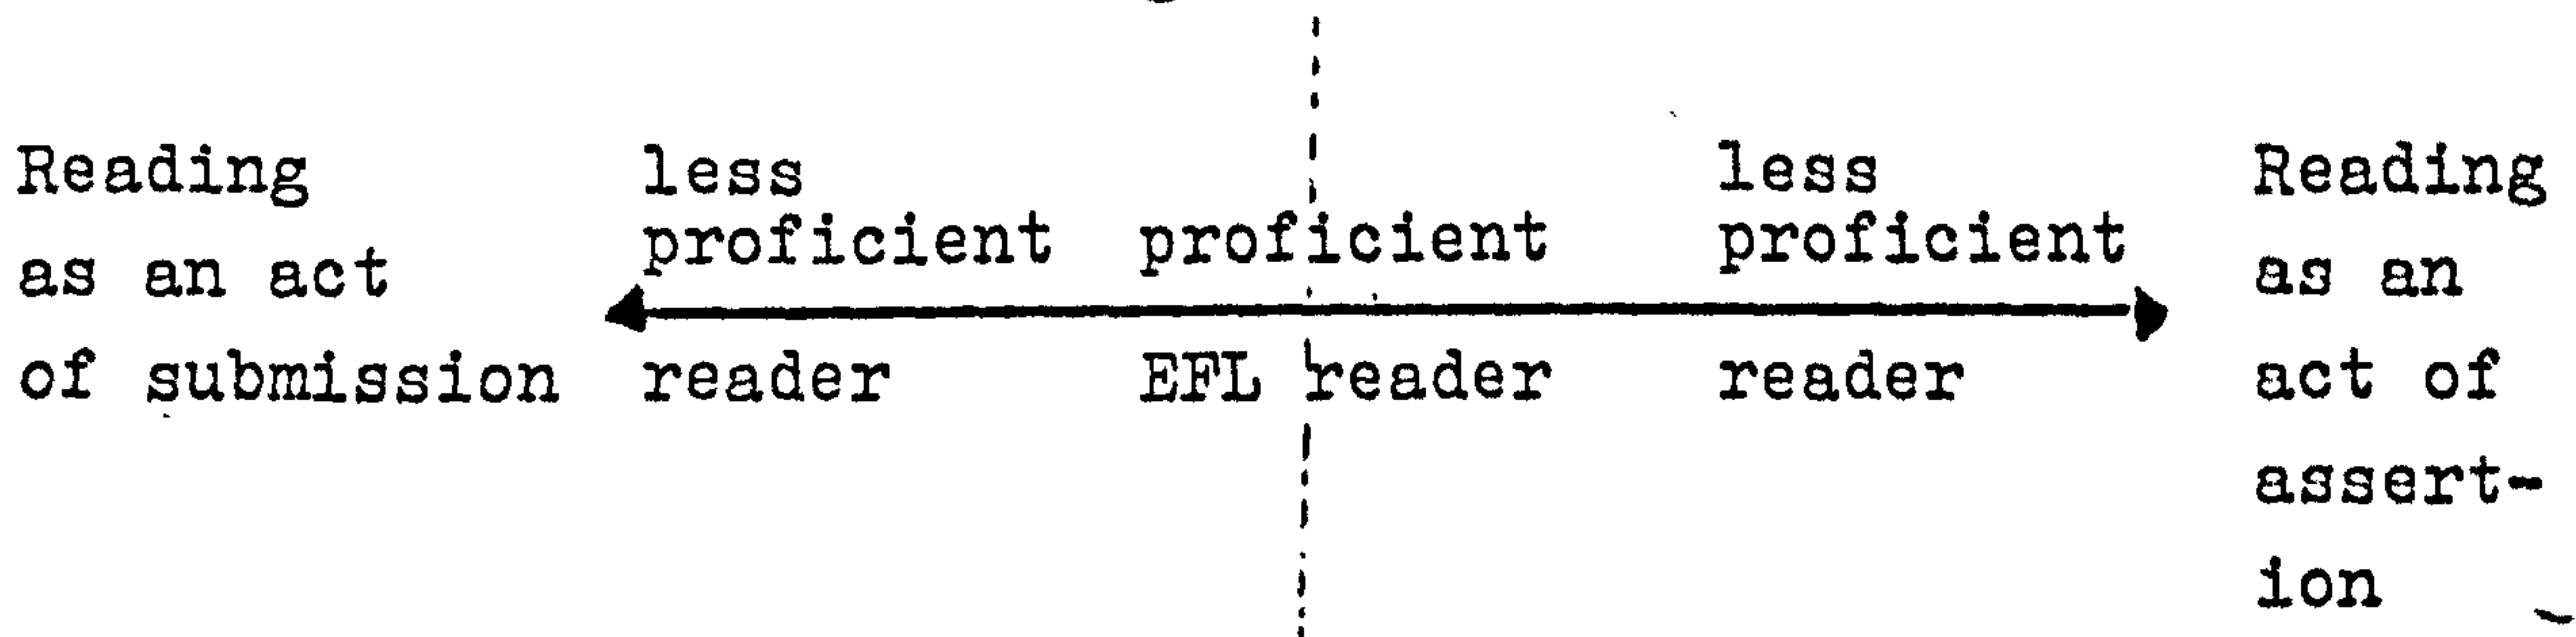 Reading
as an act
of submission
less
proficient
reader
proficient
EFL reader
less
proficient
reader
Reading
as an
act of
assert-
ion